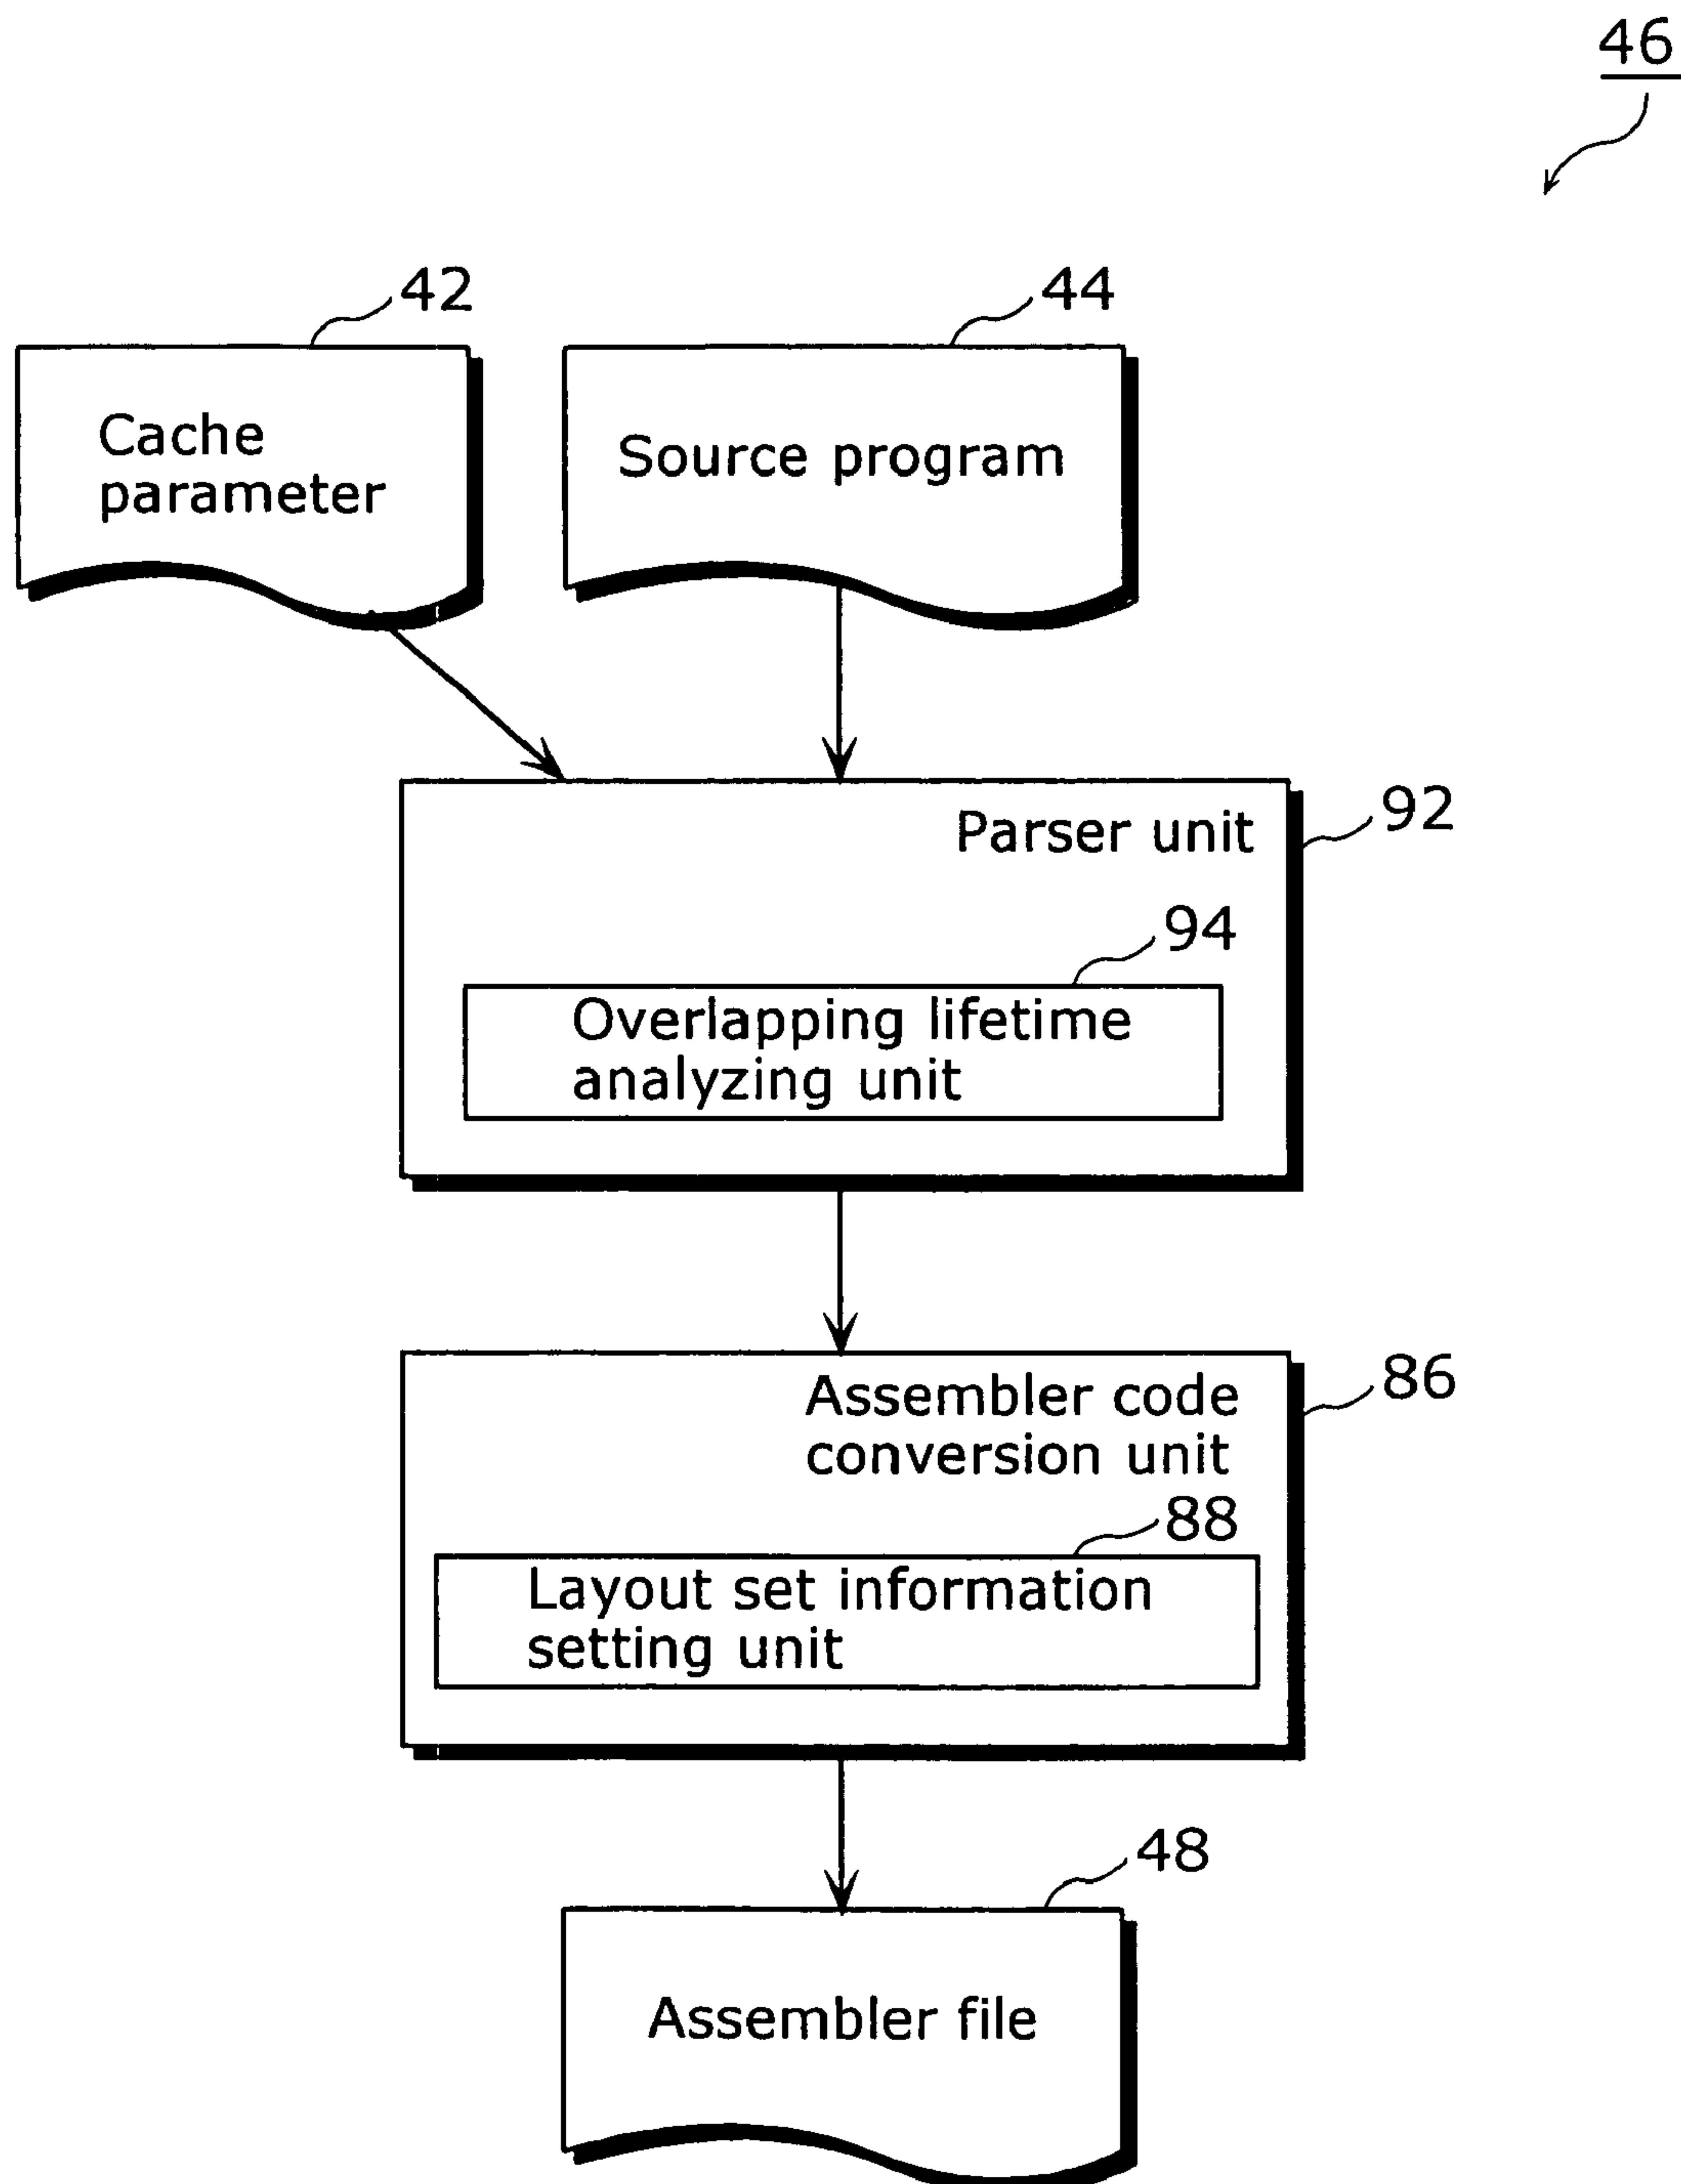 46
42
44
Cache
parameter
Source program
Parser unit
92
94
Overlapping lifetime
analyzing unit
Assembler code
conversion unit
86
88
Layout set information
setting unit
48
Assembler file